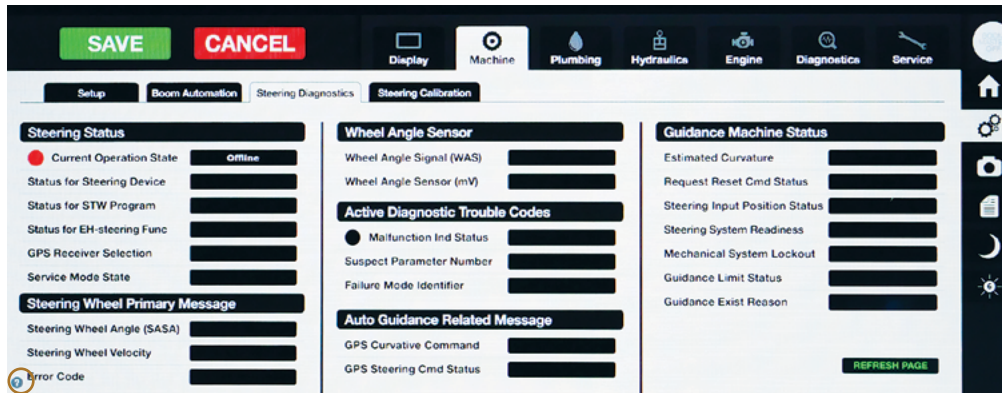 SAVE
CANCEL
Display
Machine
Plumbing
Hydraulics
Engine
Diagnostics
Service
Setup
Boom Automation
Steering Diagnostics
Steering Calibration
Steering Status
Current Operation State
Offline
Status for Steering Device
Status for STW Program
Status for EH-steering Func
GPS Receiver Selection
Service Mode State
Steering Wheel Primary Message
Steering Wheel Angle (SASA)
Steering Wheel Velocity
Error Code
?
Wheel Angle Sensor
Wheel Angle Signal (WAS)
Wheel Angle Sensor (mV)
Active Diagnostic Trouble Codes
Malfunction Ind Status
Suspect Parameter Number
Failure Mode Identifier
Auto Guidance Related Message
GPS Curvative Command
GPS Steering Cmd Status
Guidance Machine Status
Estimated Curvature
Request Reset Cmd Status
Steering Input Position Status
Steering System Readiness
Mechanical System Lockout
Guidance Limit Status
Guidance Exist Reason
REFRESH PAGE